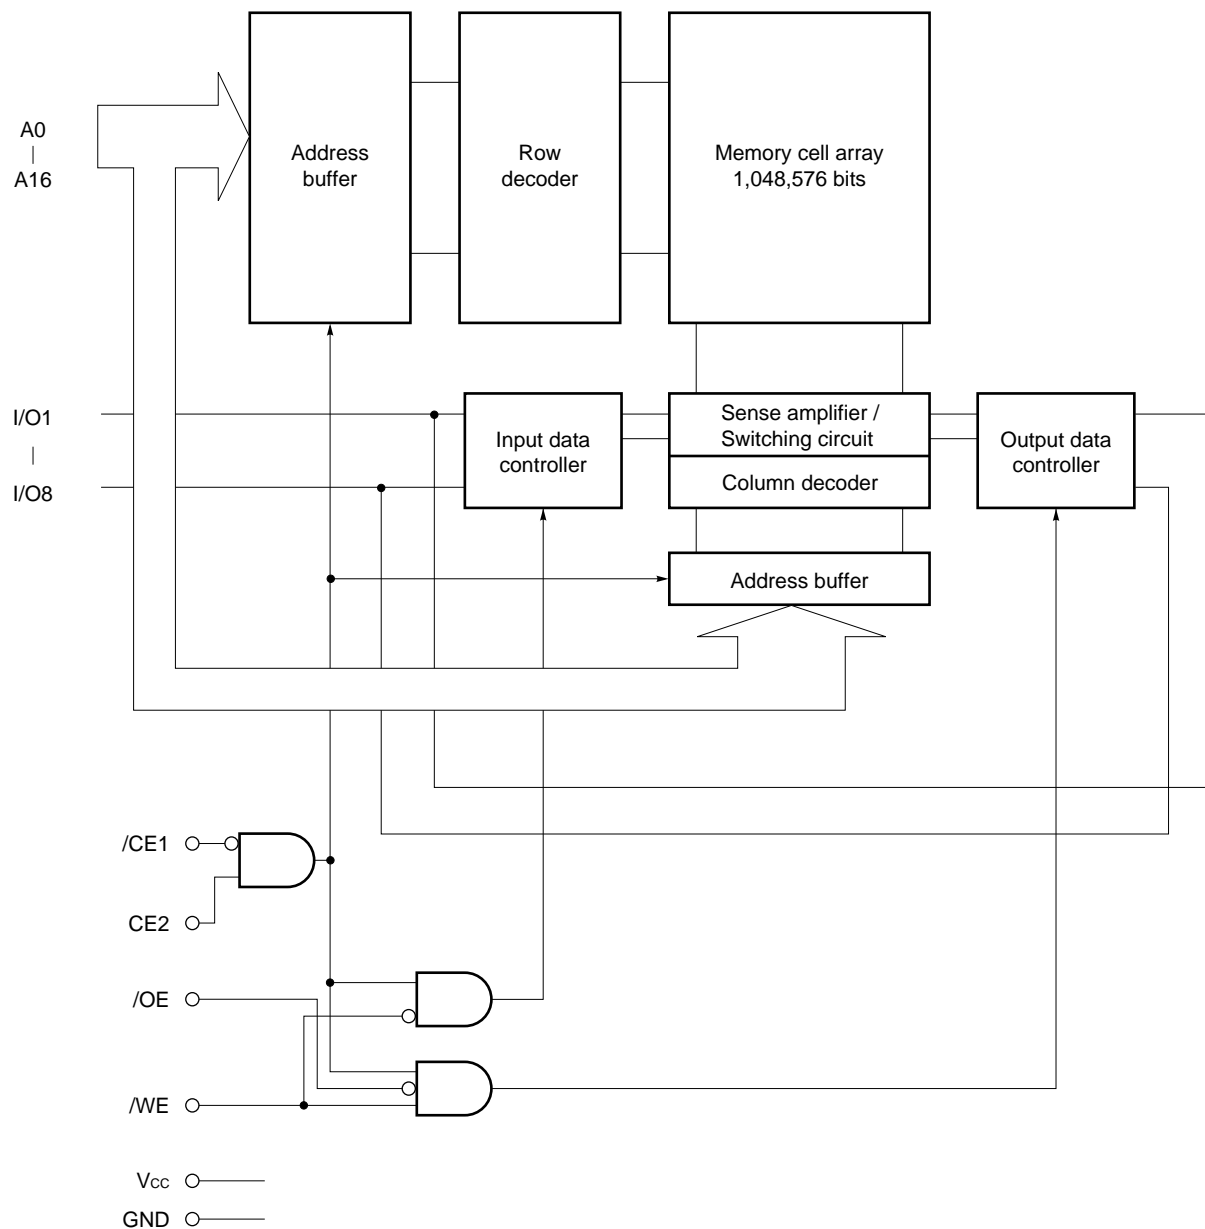 A0
|
A16
Address
buffer
Row
decoder
Memory cell array
1,048,576 bits
I/O1
|
I/O8
Input data
controller
Sense amplifier /
Switching circuit
Column decoder
Output data
controller
Address buffer
/CE1
CE2
/OE
/WE
VCC
GND